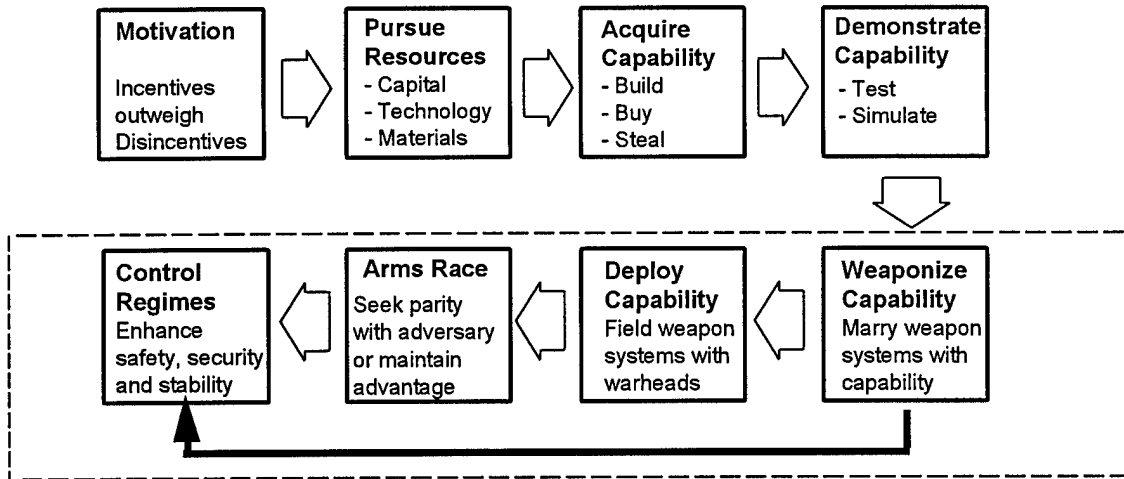 Motivation
Incentives
outweigh
Disincentives
Pursue
Resources
- Capital
- Technology
- Materials
Acquire
Capability
- Build
- Buy
- Steal
Demonstrate
Capability
- Test
- Simulate
Control
Regimes
Enhance
safety, security
and stability
Arms Race
Seek parity
with adversary
or maintain
advantage
Deploy
Capability
Field weapon
systems with
warheads
Weaponize
Capability
Marry weapon
systems with
capability